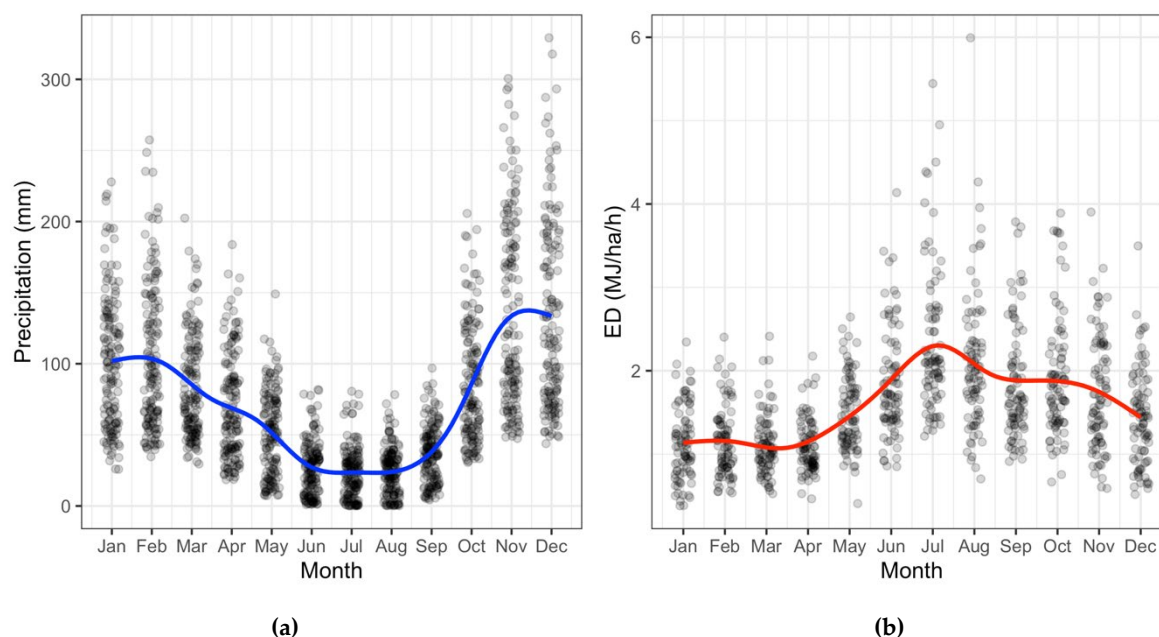 300
200
100
0
Precipitation (mm)
Jan Feb Mar Apr May Jun Jul Aug Sep Oct Nov Dec
Month
(a)
6
4
2
ED (MJ/ha/h)
Jan Feb Mar Apr May Jun Jul Aug Sep Oct Nov Dec
Month
(b)